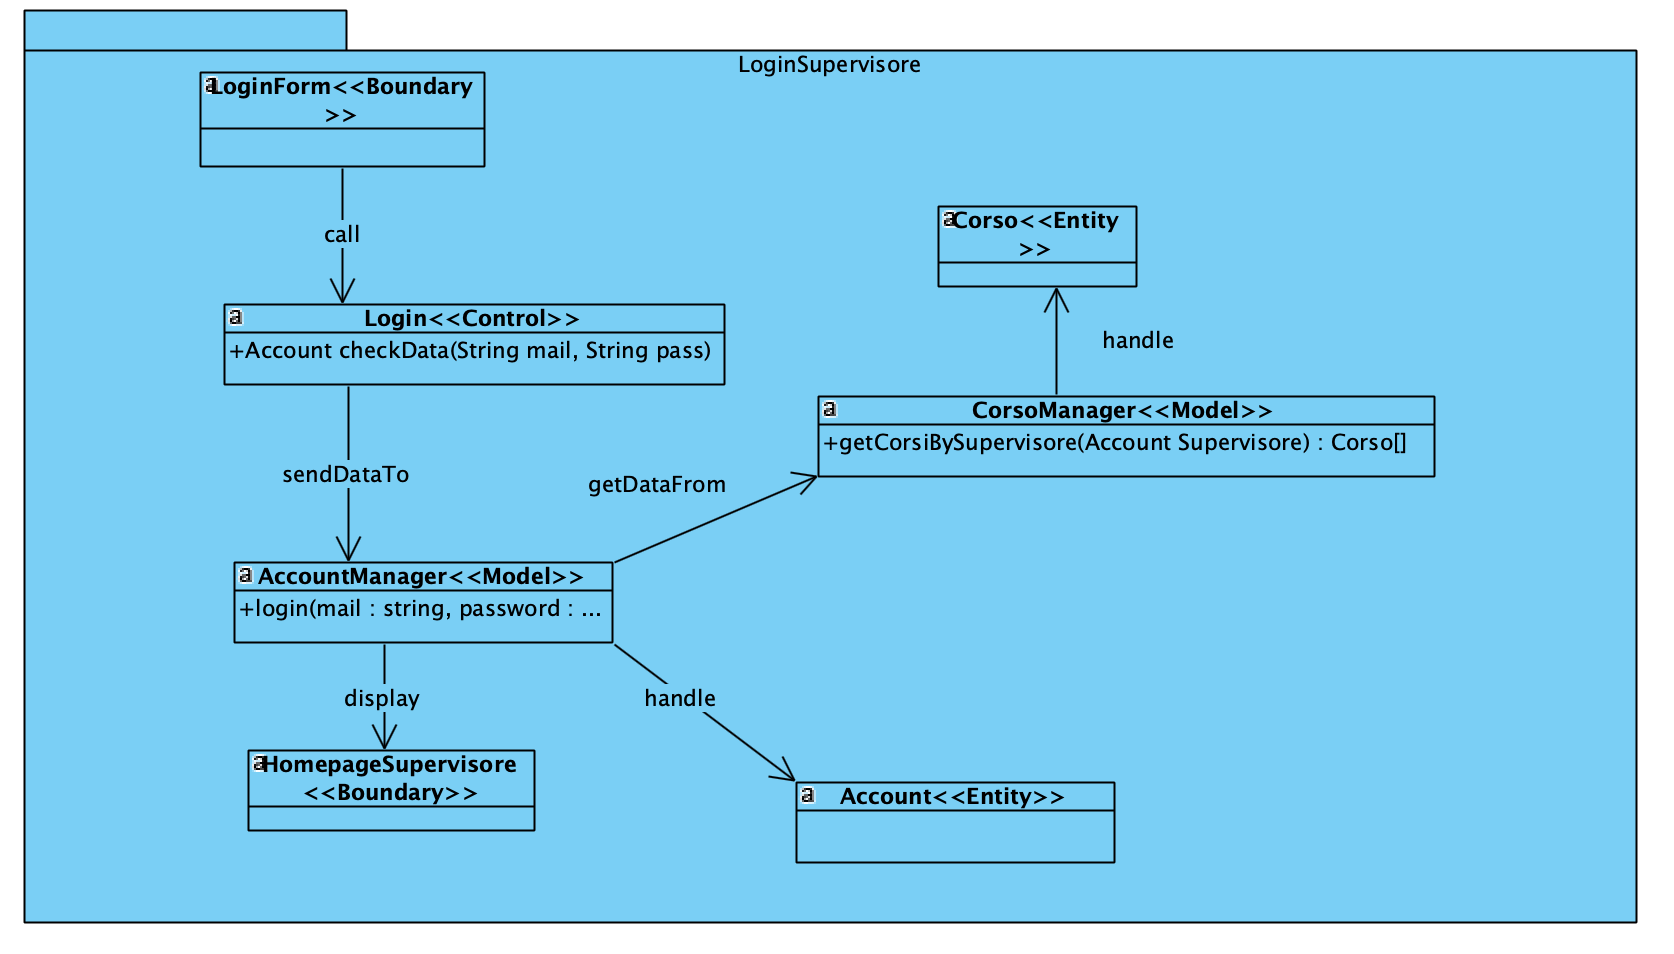 LoginSupervisore
a
LoginForm<<Boundary
>>
call
a
Corso<<Entity
>>
a
Login<<Control>>
+Account checkData(String mail, String pass)
handle
a
CorsoManager<<Model>>
+getCorsiBySupervisore(Account Supervisore) : Corso[]
sendDataTo
getDataFrom
a
AccountManager<<Model>>
+login(mail : string, password : ...
display
handle
a
HomepageSupervisore
<<Boundary>>
a
Account<<Entity>>